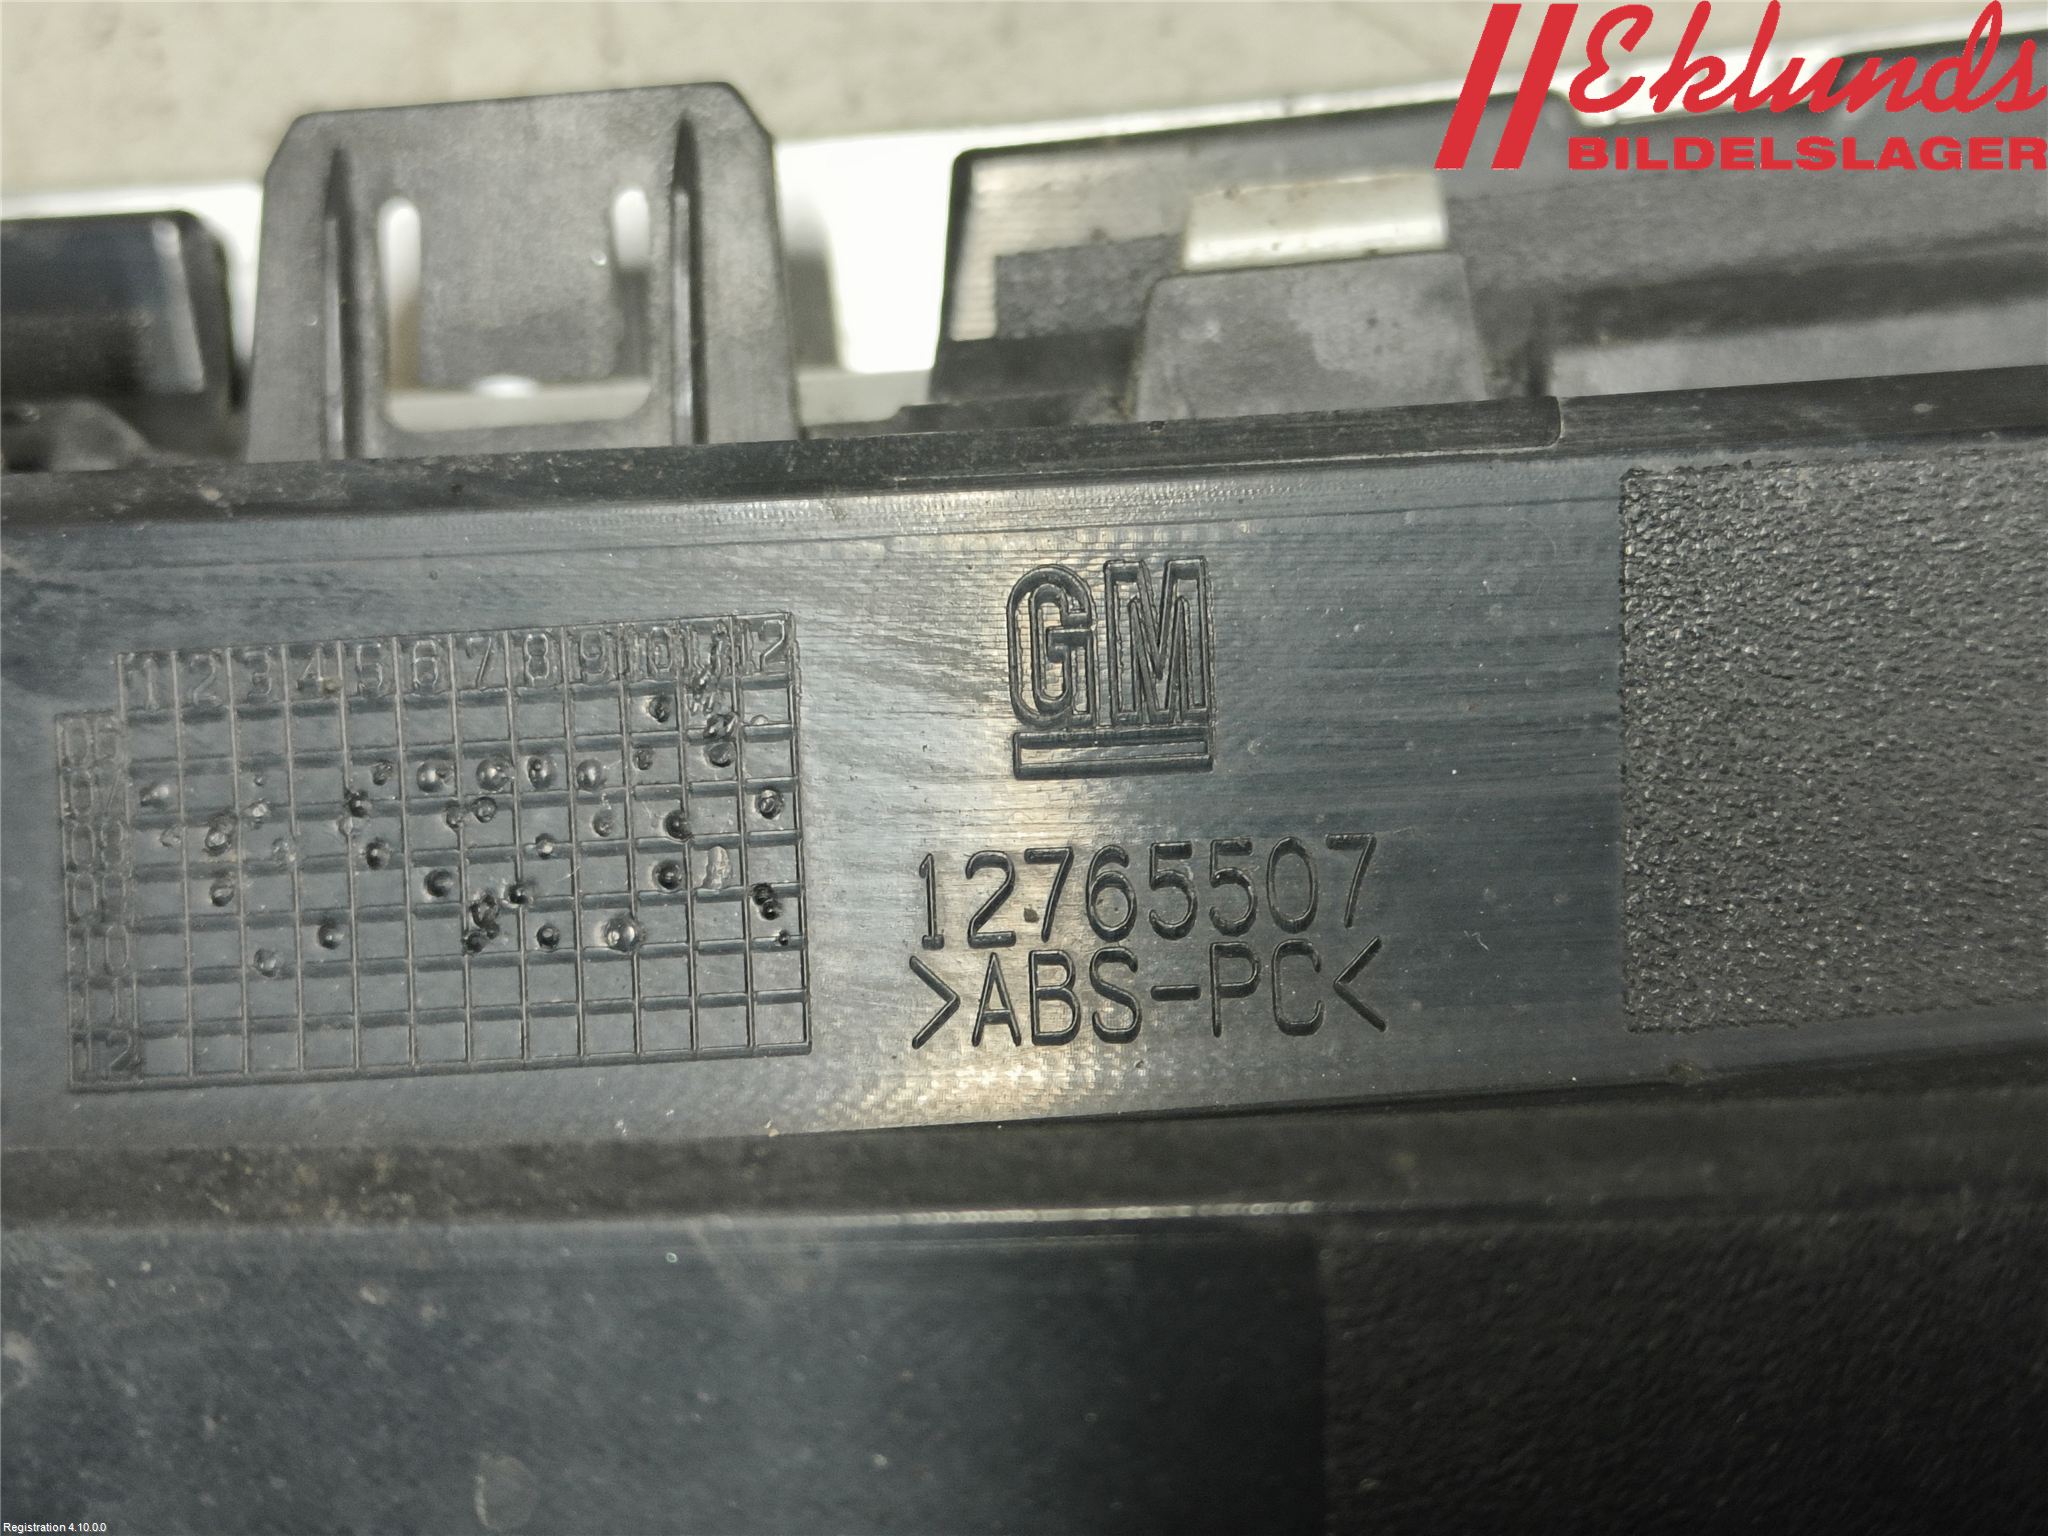 Eklunds
BILDELSLAGER
GM
1 2 3 4 5 6 7 8 9 10 11 12
12
12765507
>ABS-PC<
Registration 4.10.0.0